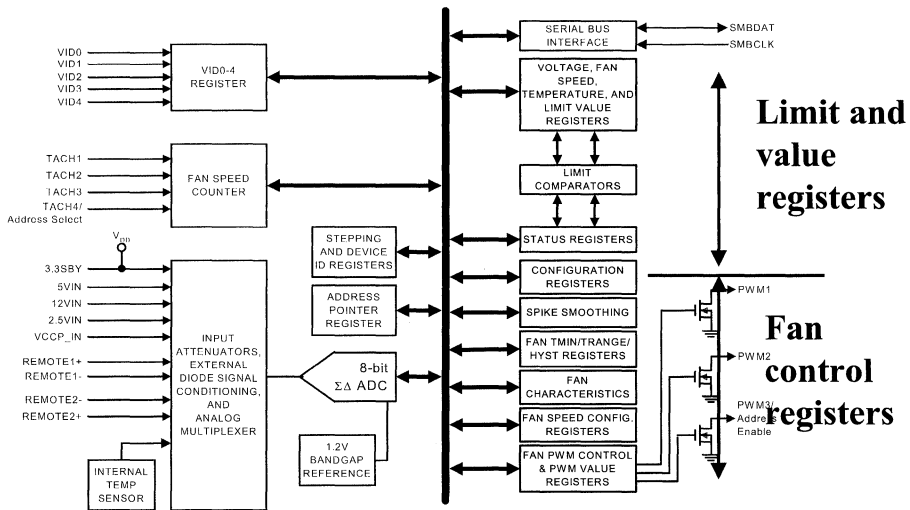 VID0
VID1
VID2
VID3
VID4
VID0-4
REGISTER
TACH1
TACH2
TACH3
TACH4/
Address Select
FAN SPEED
COUNTER
VDD
3.3SBY
5VIN
12VIN
2.5VIN
VCCP_IN
REMOTE1+
REMOTE1-
REMOTE2-
REMOTE2+
INTERNAL
TEMP
SENSOR
INPUT
ATTENUATORS,
EXTERNAL
DIODE SIGNAL
CONDITIONING,
AND
ANALOG
MULTIPLEXER
STEPPING
AND DEVICE
ID REGISTERS
ADDRESS
POINTER
REGISTER
8-bit
ΣΔ ADC
1.2V
BANDGAP
REFERENCE
SERIAL BUS
INTERFACE
SMBDAT
SMBCLK
VOLTAGE, FAN
SPEED,
TEMPERATURE, AND
LIMIT VALUE
REGISTERS
LIMIT
COMPARATORS
STATUS REGISTERS
CONFIGURATION
REGISTERS
SPIKE SMOOTHING
FAN TMIN/TRANGE/
HYST REGISTERS
FAN
CHARACTERISTICS
FAN SPEED CONFIG.
REGISTERS
FAN PWM CONTROL
& PWM VALUE
REGISTERS
PWM1
PWM2
PWM3/
Address
Enable
Limit and
value
registers
Fan
control
registers